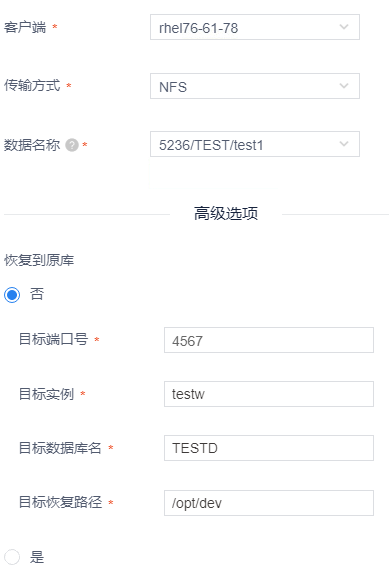 客户端 * rhel76-61-78
传输方式 * NFS
数据名称 ? * 5236/TEST/test1
高级选项
恢复到原库
否
目标端口号 * 4567
目标实例 * testw
目标数据库名 * TESTD
目标恢复路径 * /opt/dev
是